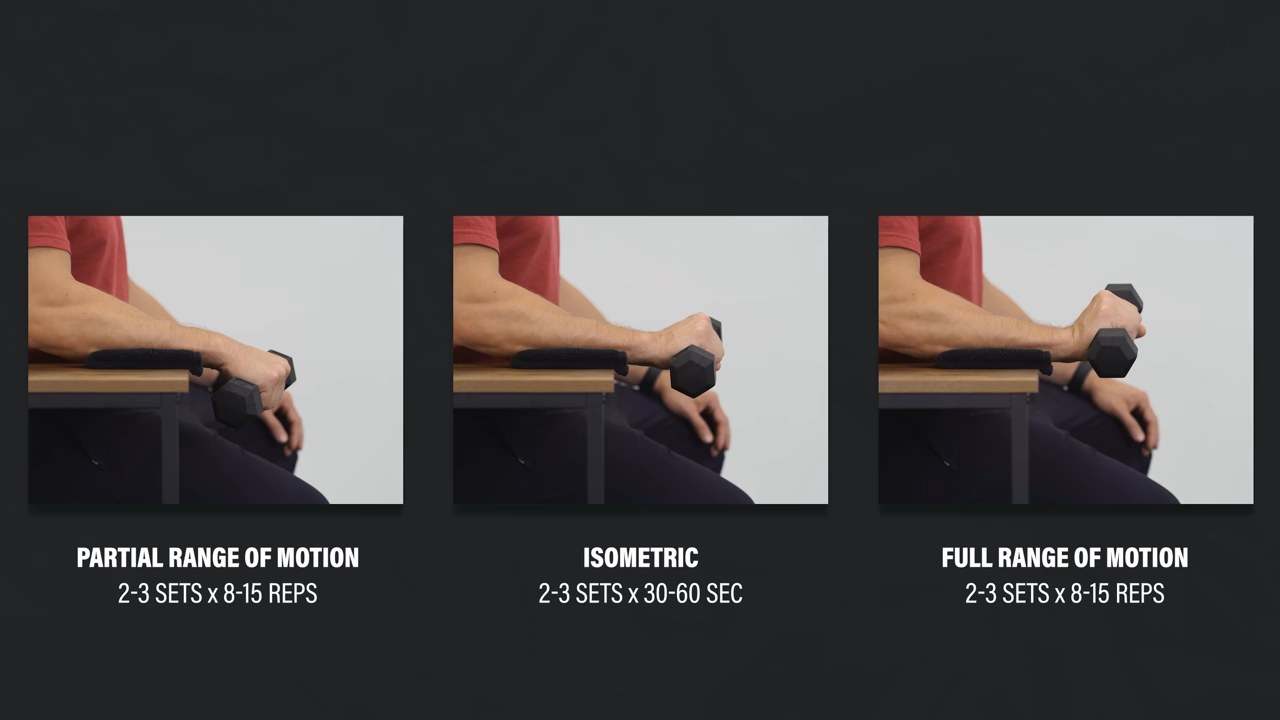 PARTIAL RANGE OF MOTION
2-3 SETS x 8-15 REPS
ISOMETRIC
2-3 SETS x 30-60 SEC
FULL RANGE OF MOTION
2-3 SETS x 8-15 REPS